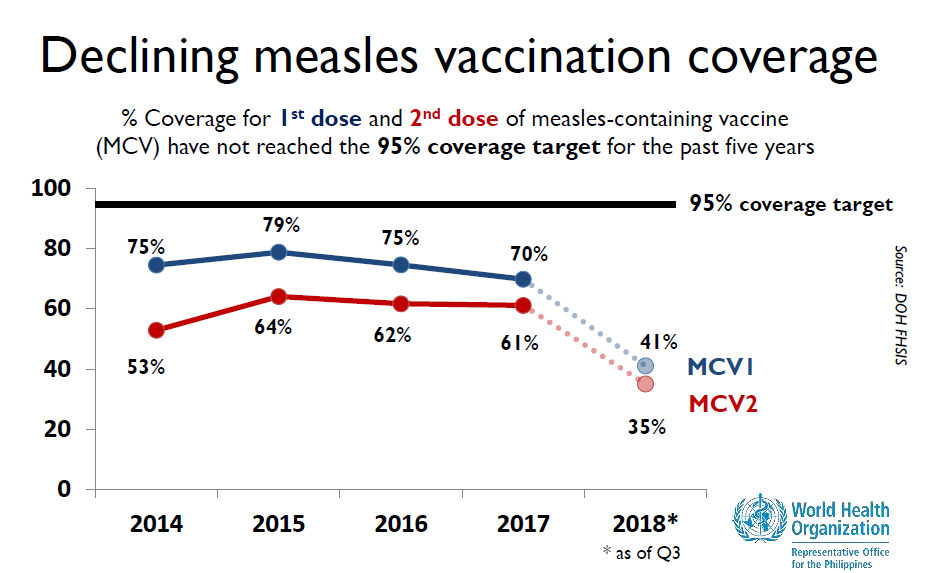 Declining measles vaccination coverage
% Coverage for 1st dose and 2nd dose of measles-containing vaccine
(MCV) have not reached the 95% coverage target for the past five years
100
80
60
40
20
0
95% coverage target
75%
79%
75%
70%
41%
53%
64%
62%
61%
35%
MCV1
MCV2
2014
2015
2016
2017
2018*
* as of Q3
Source: DOH FHSIS
World Health
Organization
Representative Office
for the Philippines